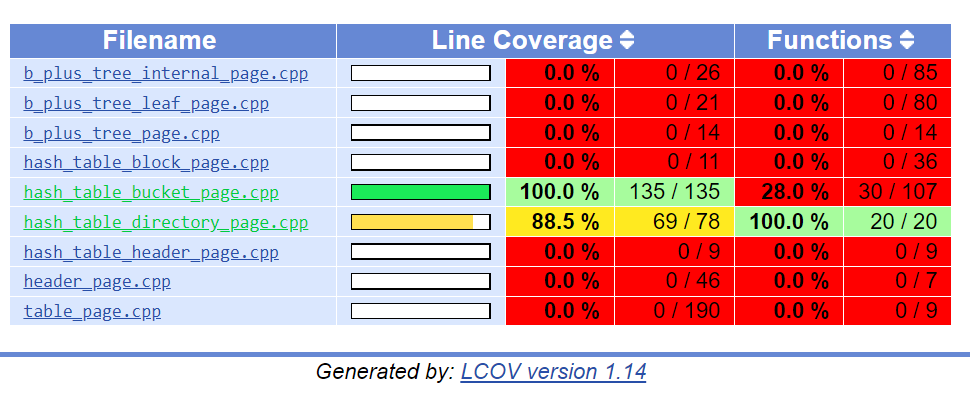 Filename Line Coverage Functions
b_plus_tree_internal_page.cpp 0.0 % 0 / 26 0.0 % 0 / 85
b_plus_tree_leaf_page.cpp 0.0 % 0 / 21 0.0 % 0 / 80
b_plus_tree_page.cpp 0.0 % 0 / 14 0.0 % 0 / 14
hash_table_block_page.cpp 0.0 % 0 / 11 0.0 % 0 / 36
hash_table_bucket_page.cpp 100.0 % 135 / 135 28.0 % 30 / 107
hash_table_directory_page.cpp 88.5 % 69 / 78 100.0 % 20 / 20
hash_table_header_page.cpp 0.0 % 0 / 9 0.0 % 0 / 9
header_page.cpp 0.0 % 0 / 46 0.0 % 0 / 7
table_page.cpp 0.0 % 0 / 190 0.0 % 0 / 9
Generated by: LCOV version 1.14